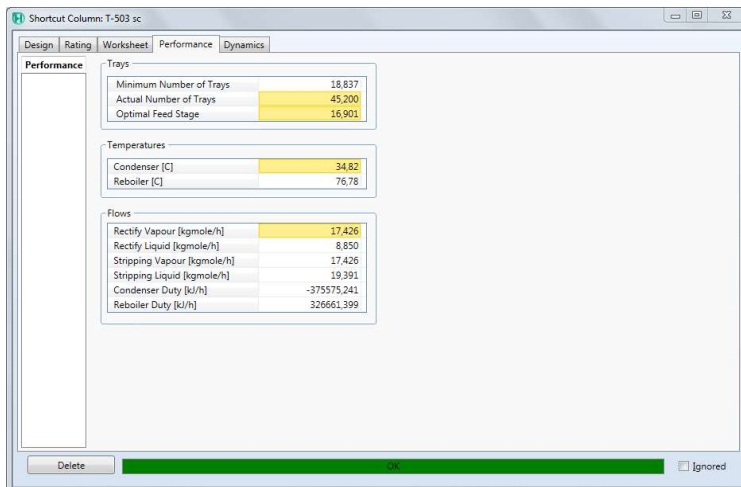 Shortcut Column: T-503 sc
Design Rating Worksheet Performance Dynamics
Performance
Trays
Minimum Number of Trays 18,837
Actual Number of Trays 45,200
Optimal Feed Stage 16,901
Temperatures
Condenser [C] 34,82
Reboiler [C] 76,78
Flows
Rectify Vapour [kgmole/h] 17,426
Rectify Liquid [kgmole/h] 8,850
Stripping Vapour [kgmole/h] 17,426
Stripping Liquid [kgmole/h] 19,391
Condenser Duty [kJ/h] -375575,241
Reboiler Duty [kJ/h] 326661,399
Delete OK Ignored